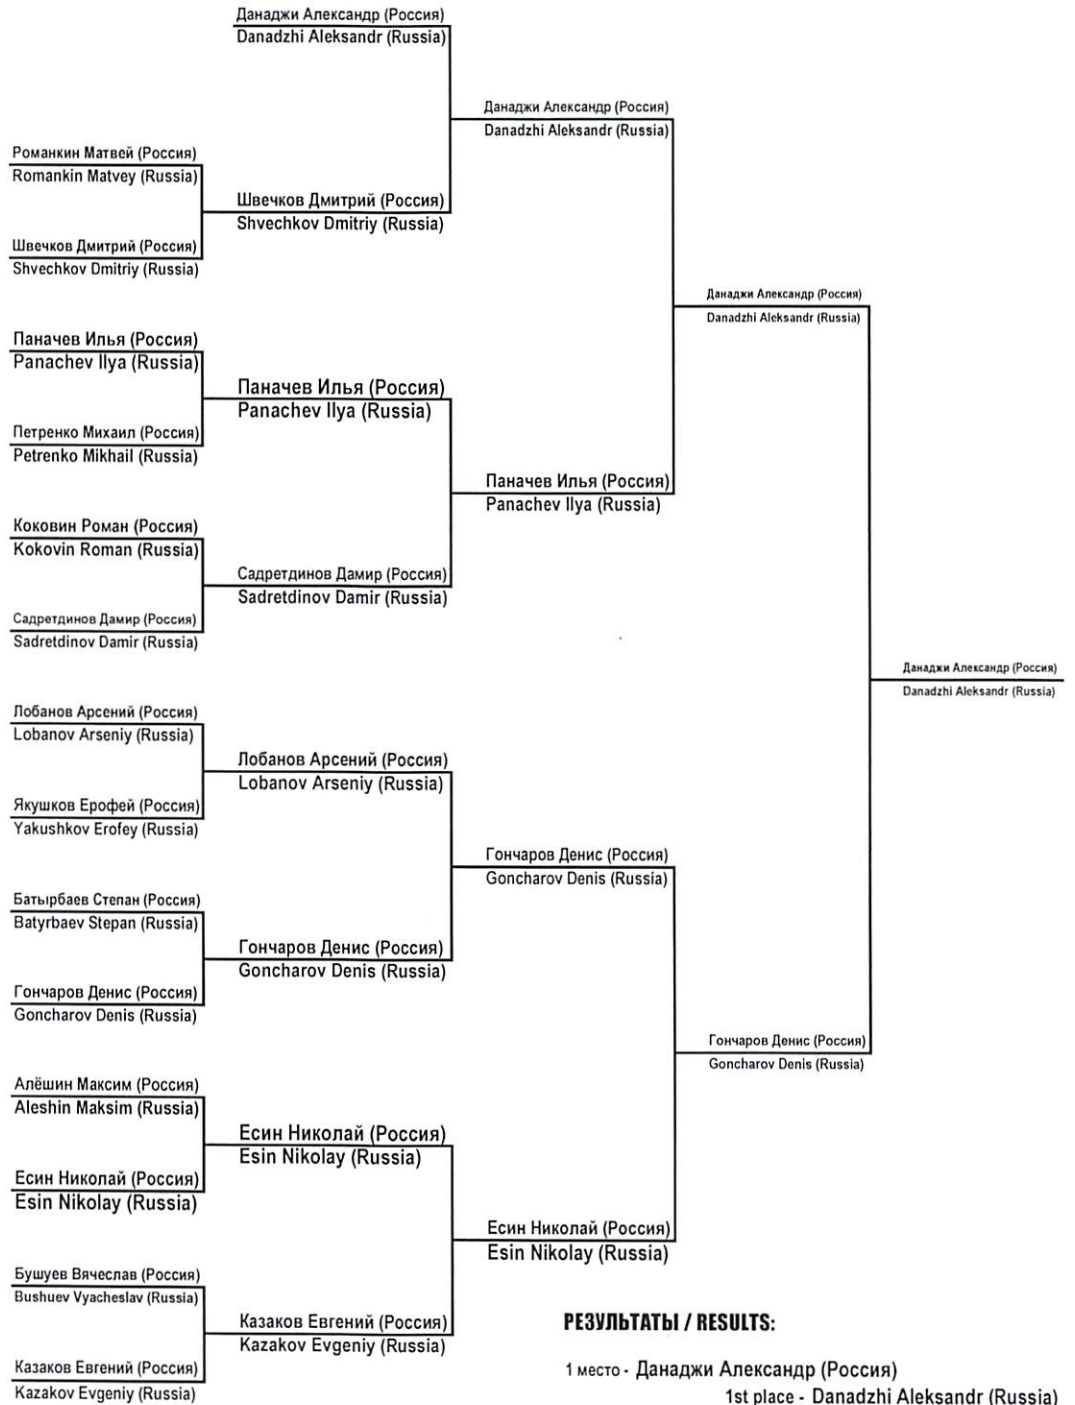 Данаджи Александр (Россия)
Danadzhi Aleksandr (Russia)
Данаджи Александр (Россия)
Danadzhi Aleksandr (Russia)
Романкин Матвей (Россия)
Romankin Matvey (Russia)
Швечков Дмитрий (Россия)
Shvechkov Dmitriy (Russia)
Швечков Дмитрий (Россия)
Shvechkov Dmitriy (Russia)
Данаджи Александр (Россия)
Danadzhi Aleksandr (Russia)
Паначев Илья (Россия)
Panachev Ilya (Russia)
Паначев Илья (Россия)
Panachev Ilya (Russia)
Петренко Михаил (Россия)
Petrenko Mikhail (Russia)
Паначев Илья (Россия)
Panachev Ilya (Russia)
Коковин Роман (Россия)
Kokovin Roman (Russia)
Садретдинов Дамир (Россия)
Sadretdinov Damir (Russia)
Садретдинов Дамир (Россия)
Sadretdinov Damir (Russia)
Данаджи Александр (Россия)
Danadzhi Aleksandr (Russia)
Лобанов Арсений (Россия)
Lobanov Arseniy (Russia)
Лобанов Арсений (Россия)
Lobanov Arseniy (Russia)
Якушков Ерофей (Россия)
Yakushkov Erofey (Russia)
Гончаров Денис (Россия)
Goncharov Denis (Russia)
Батырбаев Степан (Россия)
Batyrbaev Stepan (Russia)
Гончаров Денис (Россия)
Goncharov Denis (Russia)
Гончаров Денис (Россия)
Goncharov Denis (Russia)
Гончаров Денис (Россия)
Goncharov Denis (Russia)
Алёшин Максим (Россия)
Aleshin Maksim (Russia)
Есин Николай (Россия)
Esin Nikolay (Russia)
Есин Николай (Россия)
Esin Nikolay (Russia)
Есин Николай (Россия)
Esin Nikolay (Russia)
Бушуев Вячеслав (Россия)
Bushuev Vyacheslav (Russia)
Казаков Евгений (Россия)
Kazakov Evgeniy (Russia)
Казаков Евгений (Россия)
Kazakov Evgeniy (Russia)
РЕЗУЛЬТАТЫ / RESULTS:
1 место - Данаджи Александр (Россия)
1st place - Danadzhi Aleksandr (Russia)